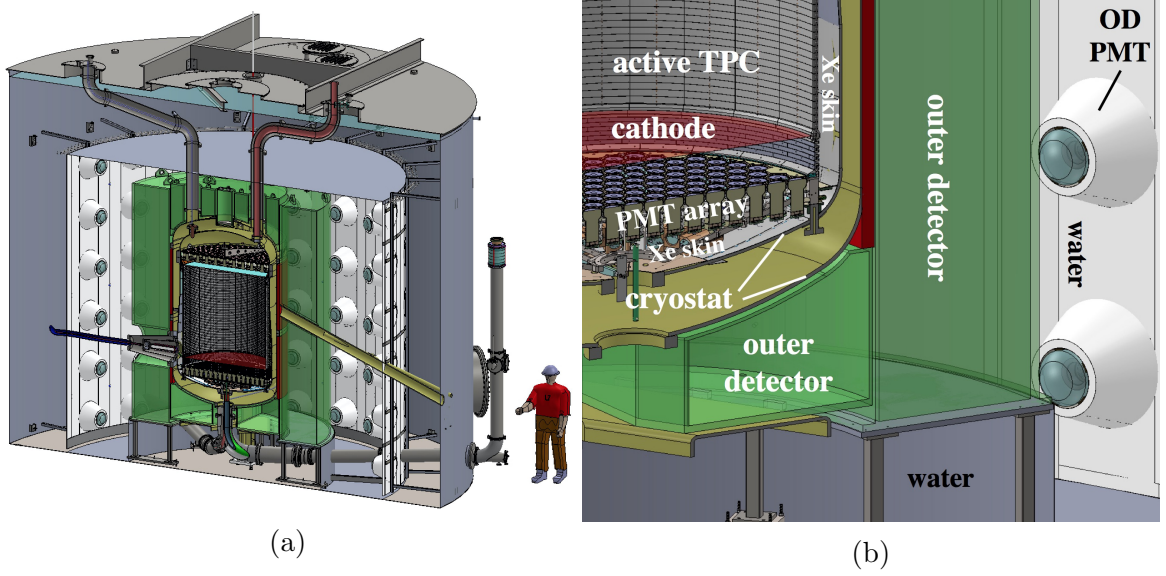 active TPC
cathode
PMT array
Xe skin
Xe skin
cryostat
outer
detector
outer detector
OD
PMT
water
water
(a)
(b)